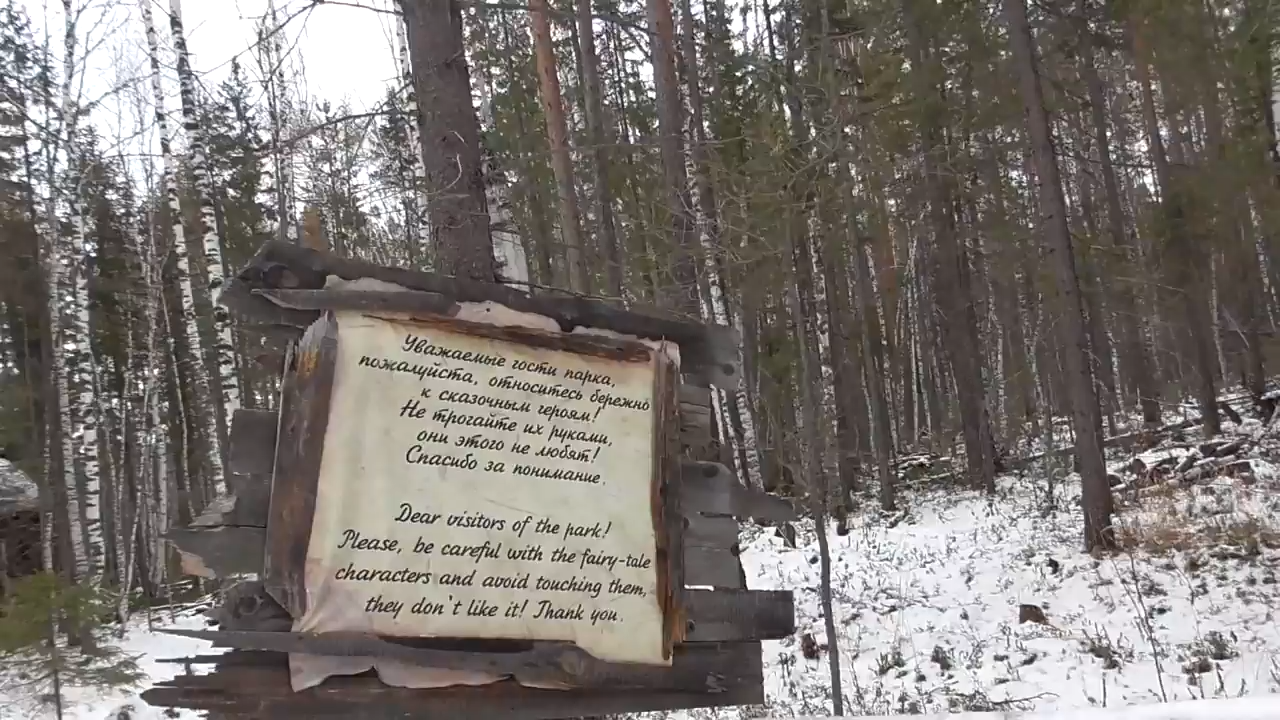 Уважаемые гости парка,
пожалуйста, относитесь бережно
к сказочным героям!
Не трогайте их руками,
они этого не любят!
Спасибо за понимание.
Dear visitors of the park!
Please, be careful with the fairy-tale
characters and avoid touching them,
they don't like it! Thank you.